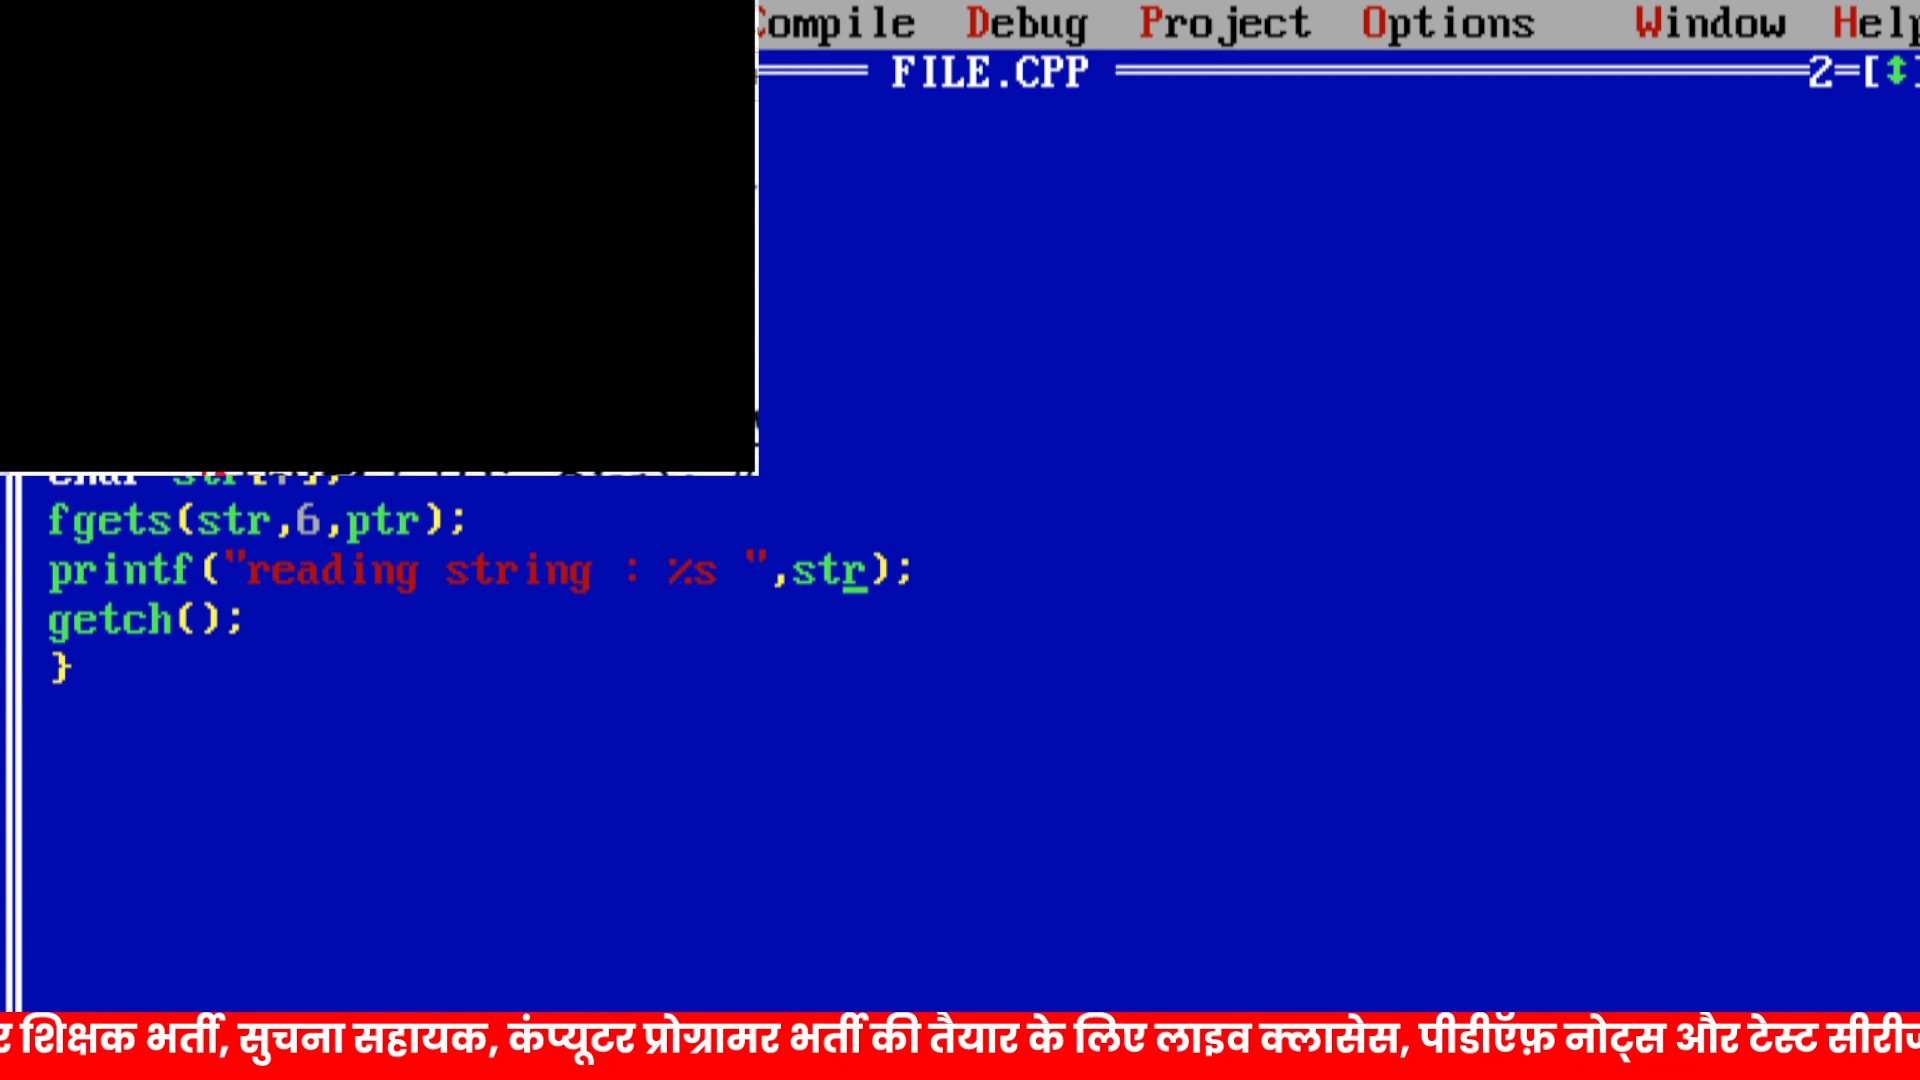 Compile Debug Project Options Window Help
FILE.CPP 2=[↕]
fgets(str,6,ptr);
printf("reading string : %s ",str);
getch();
}
शिक्षक भर्ती, सुचना सहायक, कंप्यूटर प्रोग्रामर भर्ती की तैयार के लिए लाइव क्लासेस, पीडीऍफ़ नोट्स और टेस्ट सीरीज